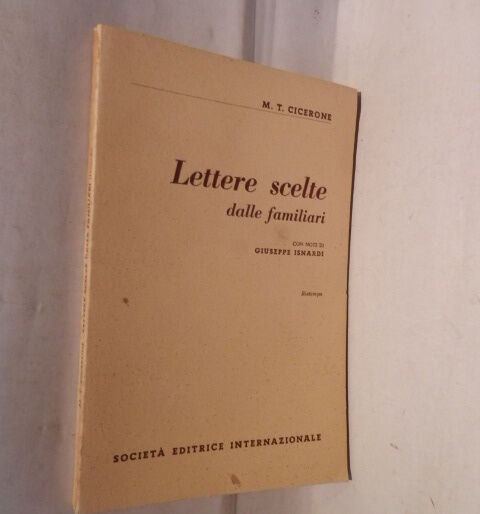 M. T. CICERONE
Lettere scelte
dalle familiari
CON NOTE DI
GIUSEPPE ISNARDI
Ristampa
SOCIETÀ EDITRICE INTERNAZIONALE